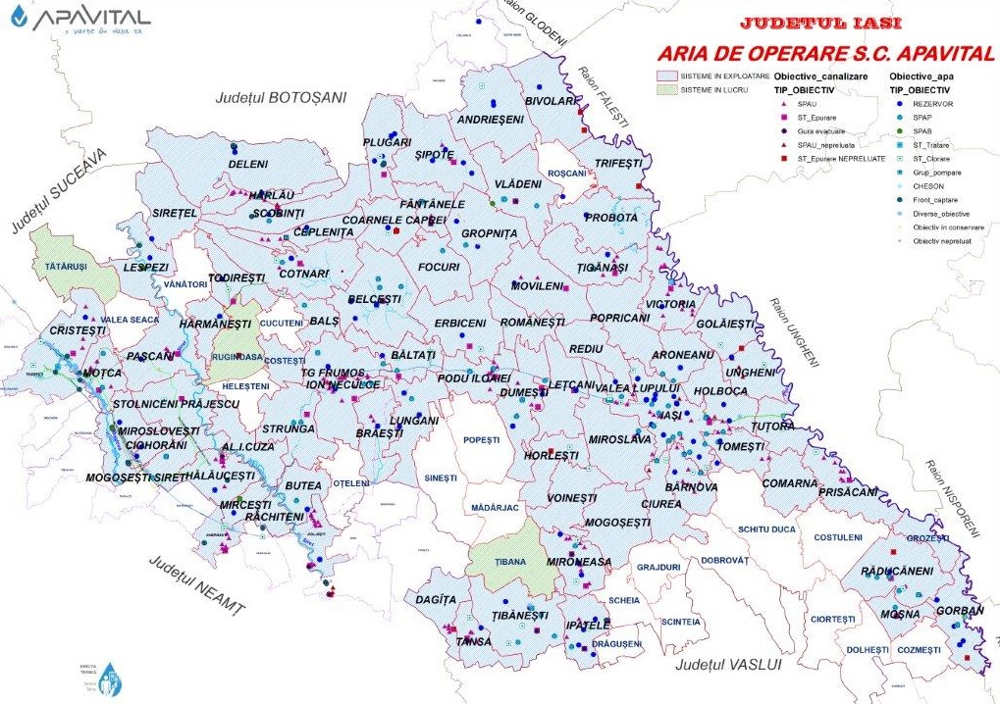 APAVITAL
o parte în viața ta
JUDETUL IASI
ARIA DE OPERARE S.C. APAVITAL
SISTEME IN EXPLOATARE
SISTEME IN LUCRU
Obiective_canalizare
TIP_OBIECTIV
SPAU
ST_Epurare
Gura evacuare
SPAU_nepreluata
ST_Epurare NEPRELUATE
Obiective_apa
TIP_OBIECTIV
REZERVOR
SPAP
SPAB
ST_Tratare
ST_Clorare
Grup_pompare
CHESON
Front_captare
Diverse_obiective
Obiectiv in conservare
Obiectiv nepreluat
Raion GLODENI
Raion FĂLEȘTI
Județul BOTOȘANI
Județul SUCEAVA
BIVOLARI
ANDRIEȘENI
PLUGARI
ȘIPOTE
TRIFEȘTI
ROȘCANI
DELENI
VLĂDENI
HÂRLĂU
SCOBINȚI
SIREȚEL
FÂNTÂNELE
COARNELE CAPREI
PROBOTA
CEPLENIȚA
GROPNIȚA
TĂTĂRUȘI
LESPEZI
COTNARI
FOCURI
ȚIGĂNAȘI
VÂNĂTORI
TODIREȘTI
MOVILENI
BELCEȘTI
VICTORIA
VALEA SEACA
HĂRMĂNEȘTI
CUCUTENI
BALȘ
ERBICENI
ROMĂNEȘTI
POPRICANI
GOLĂIEȘTI
Raion UNGHENI
CRISTEȘTI
PAȘCANI
RUGINOASA
COSTEȘTI
BĂLȚAȚI
REDIU
ARONEANU
MOȚCA
TG FRUMOS
ION NECULCE
PODU ILOAIEI
UNGHENI
HELEȘTENI
DUMEȘTI
LEȚCANI
VALEA LUPULUI
HOLBOCA
STOLNICENI PRĂJESCU
IAȘI
LUNGANI
MIROSLOVEȘTI
STRUNGA
BRAEȘTI
ȚUȚORA
CIOHORĂNI
AL.I.CUZA
POPEȘTI
MIROSLAVA
TOMEȘTI
HORLEȘTI
MOGOȘEȘTI SIRET
HĂLĂUCEȘTI
BUTEA
OȚELENI
SINEȘTI
BÂRNOVA
COMARNA
PRISĂCANI
Raion NISPORENI
MIRCEȘTI
RĂCHITENI
MĂDÂRJAC
VOINEȘTI
CIUREA
MOGOȘEȘTI
SCHITU DUCA
COSTULENI
GROZEȘTI
Județul NEAMȚ
ȚIBANA
MIRONEASA
GRAJDURI
DOBROVĂȚ
RĂDUCĂNENI
DAGÎȚA
SCHEIA
MOȘNA
GORBAN
ȚIBĂNEȘTI
IPATELE
SCINTEIA
CIORTEȘTI
TANSA
DRĂGUȘENI
DOLHEȘTI
COZMEȘTI
Județul VASLUI